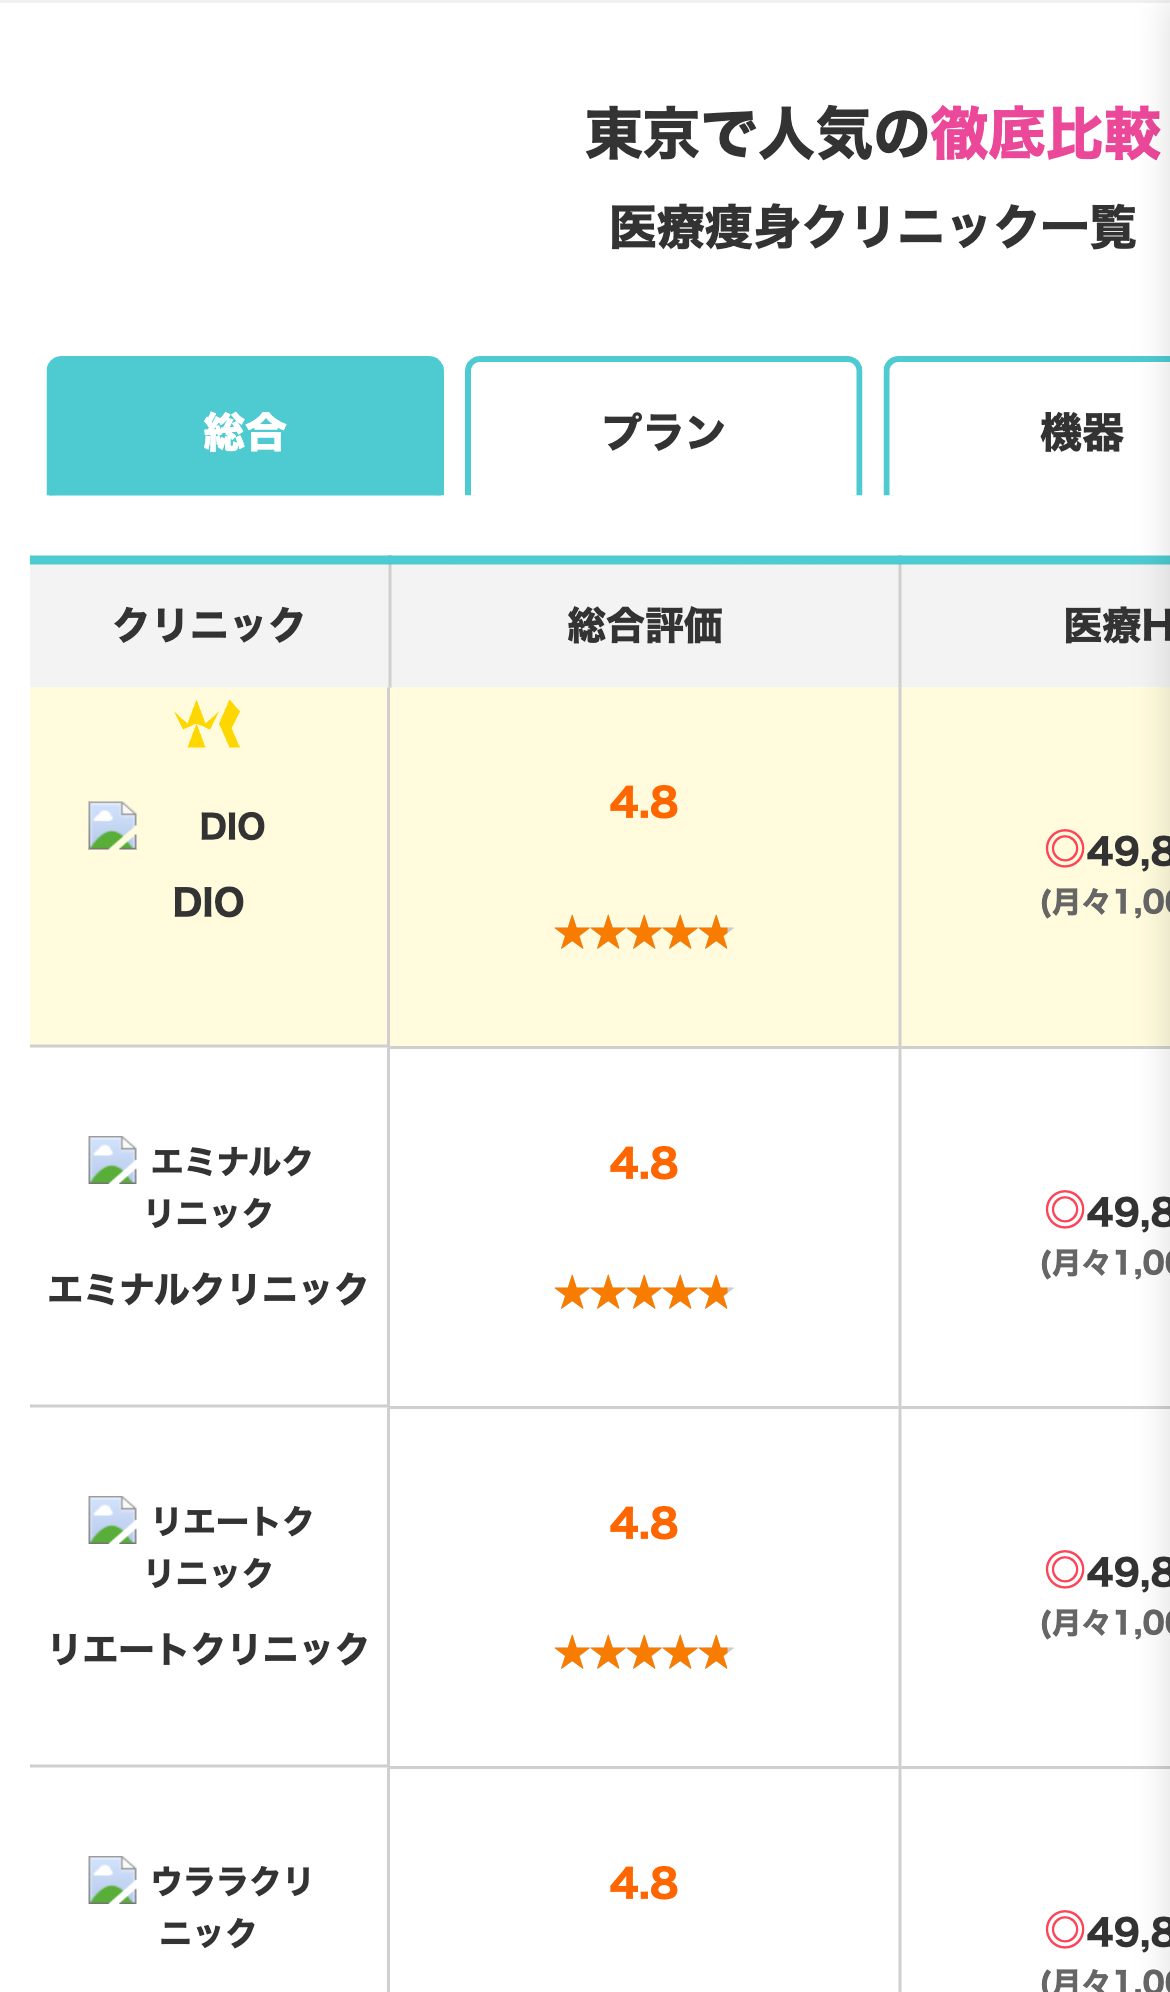 東京で人気の徹底比較
医療痩身クリニック一覧
総合
プラン
機器
クリニック
総合評価
医療H
DIO
DIO
4.8
★★★★★
◎49,8
(月々1,00
エミナルク
リニック
エミナルクリニック
4.8
★★★★★
◎49,8
(月々1,00
リエートク
リニック
リエートクリニック
4.8
★★★★★
◎49,8
(月々1,00
ウララクリ
ニック
4.8
◎49,8
(月々1,00